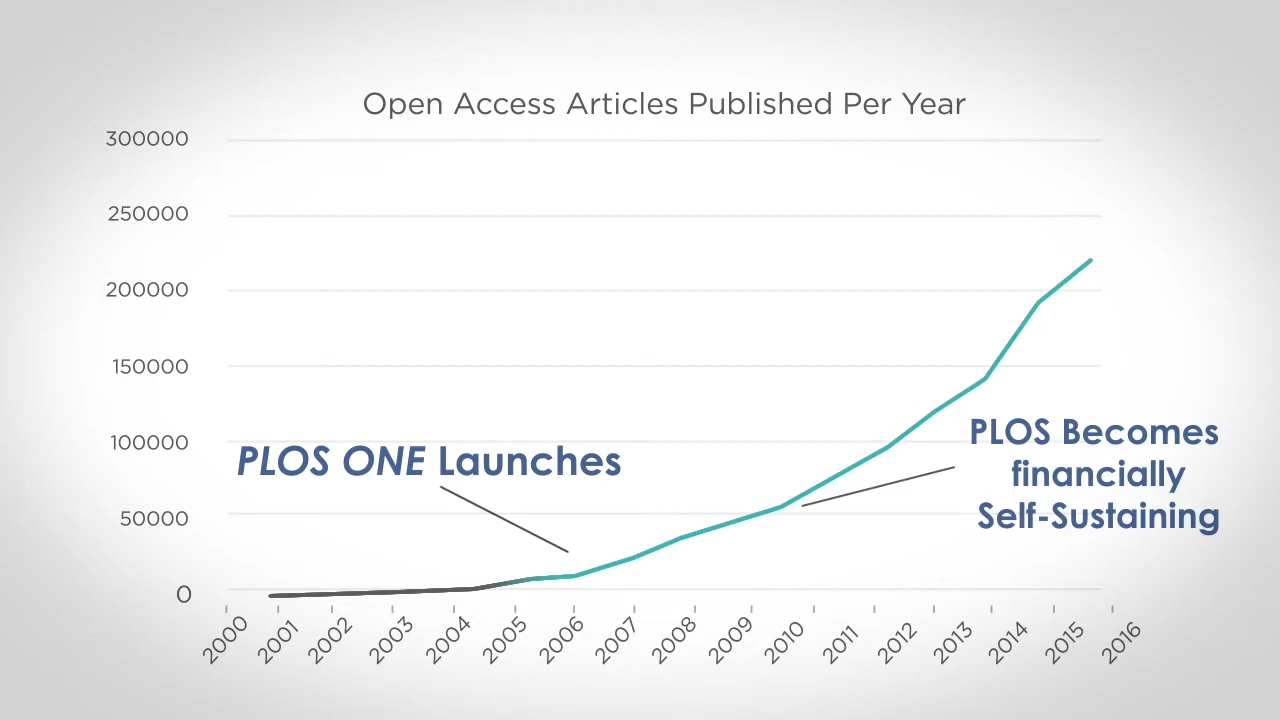 Open Access Articles Published Per Year
300000
250000
200000
150000
100000
50000
0
PLOS ONE Launches
PLOS Becomes
financially
Self-Sustaining
2000 2001 2002 2003 2004 2005 2006 2007 2008 2009 2010 2011 2012 2013 2014 2015 2016